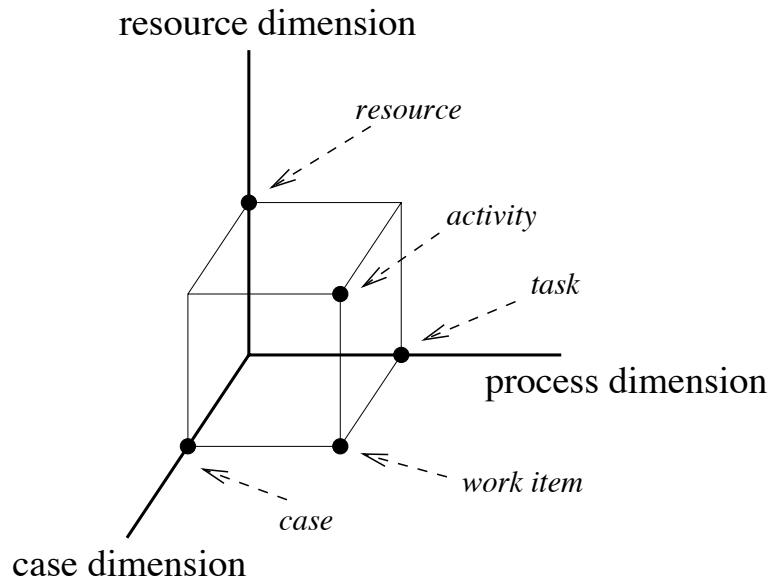 resource dimension
resource
activity
task
process dimension
work item
case
case dimension